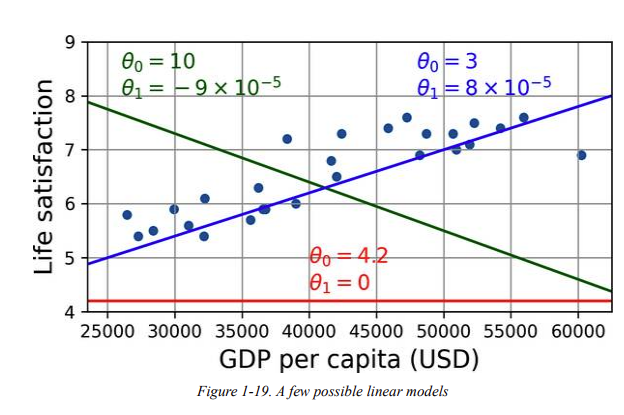 9
θ₀ = 10
θ₀ = 3
θ₁ = − 9 × 10⁻⁵
θ₁ = 8 × 10⁻⁵
8
7
6
5
4
Life satisfaction
θ₀ = 4.2
θ₁ = 0
25000 30000 35000 40000 45000 50000 55000 60000
GDP per capita (USD)
Figure 1-19. A few possible linear models